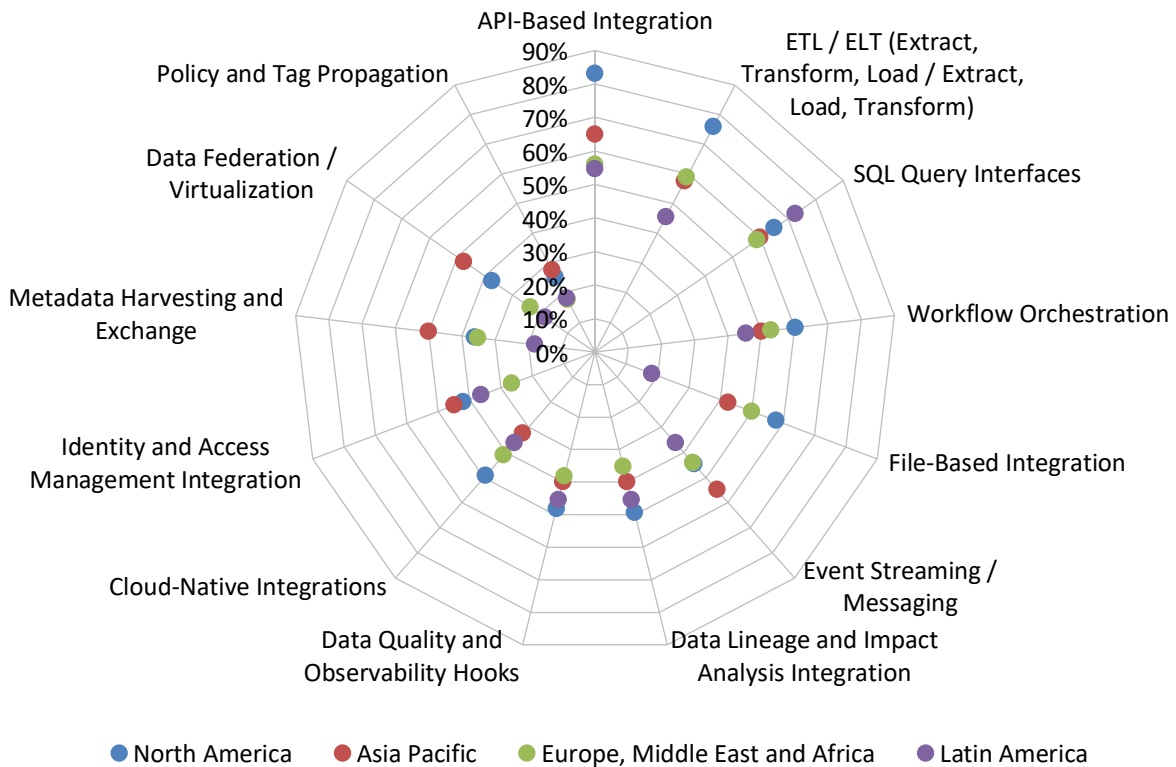 API-Based Integration
ETL / ELT (Extract,
Transform, Load / Extract,
Load, Transform)
SQL Query Interfaces
Workflow Orchestration
File-Based Integration
Event Streaming /
Messaging
Data Lineage and Impact
Analysis Integration
Data Quality and
Observability Hooks
Cloud-Native Integrations
Identity and Access
Management Integration
Metadata Harvesting and
Exchange
Data Federation /
Virtualization
Policy and Tag Propagation
90%
80%
70%
60%
50%
40%
30%
20%
10%
0%
North America
Asia Pacific
Europe, Middle East and Africa
Latin America